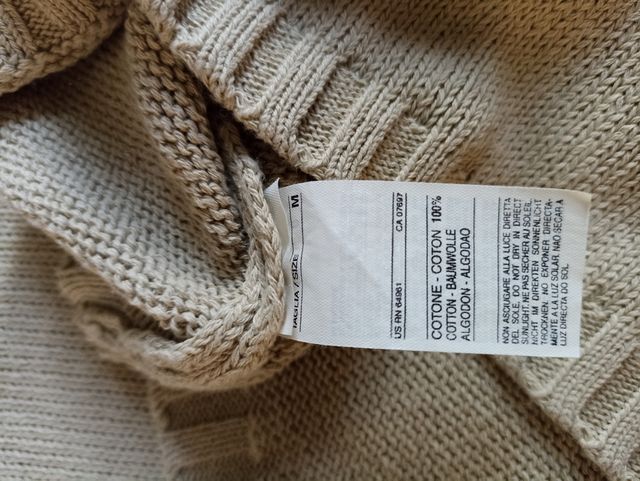 TAGLIA / SIZE M
US RN 64961 CA 07697
COTONE - COTON 100%
COTTON - BAUMWOLLE
ALGODON - ALGODAO
NON ASCIUGARE ALLA LUCE DIRETTA
DEL SOLE. DO NOT DRY IN DIRECT
SUNLIGHT. NE PAS SECHER AU SOLEIL.
NICHT IM DIREKTEN SONNENLICHT
TROCKNEN. NO EXPONER DIRECTA-
MENTE A LA LUZ SOLAR. NAO SECAR À
LUZ DIRECTA DO SOL.